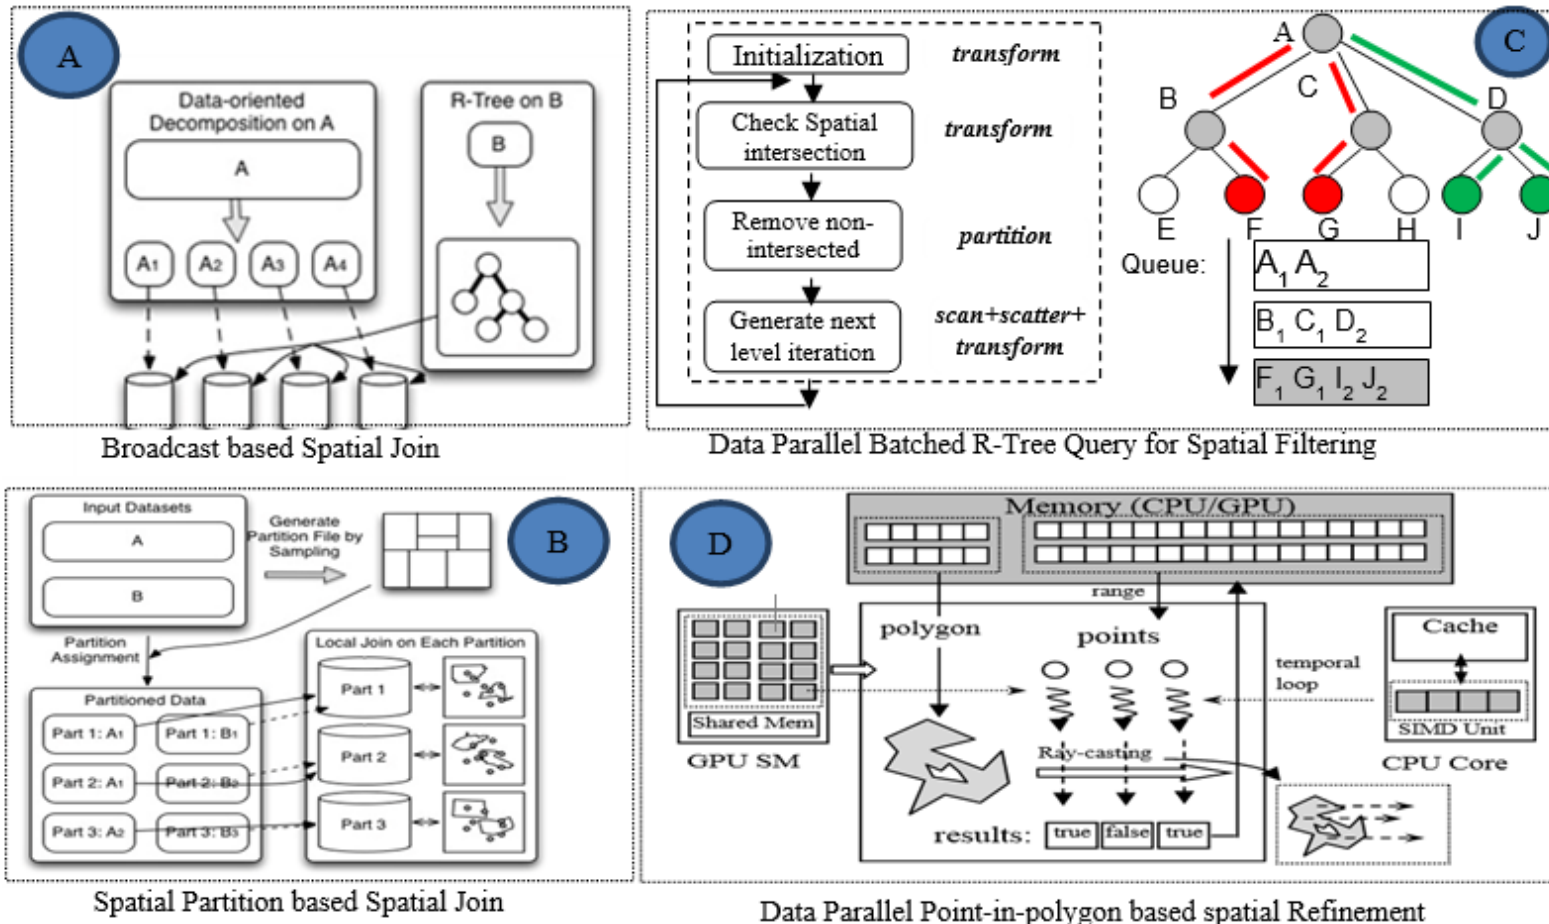 A
Data-oriented
Decomposition on A
A
A1 A2 A3 A4
R-Tree on B
B
Broadcast based Spatial Join
C
Initialization
transform
Check Spatial
intersection
transform
Remove non-
intersected
partition
Generate next
level iteration
scan+scatter+
transform
A
B
C
D
E F G H I J
Queue:
A1 A2
B1 C1 D2
F1 G1 I2 J2
Data Parallel Batched R-Tree Query for Spatial Filtering
B
Input Datasets
A
B
Generate
Partition File by
Sampling
Partition
Assignment
Partitioned Data
Part 1: A1 Part 1: B1
Part 2: A1 Part 2: B2
Part 3: A2 Part 3: B3
Local Join on Each Partition
Part 1
Part 2
Part 3
Spatial Partition based Spatial Join
D
Memory (CPU/GPU)
range
polygon
points
Shared Mem
GPU SM
temporal
loop
Cache
SIMD Unit
CPU Core
Ray-casting
results: true false true
Data Parallel Point-in-polygon based spatial Refinement